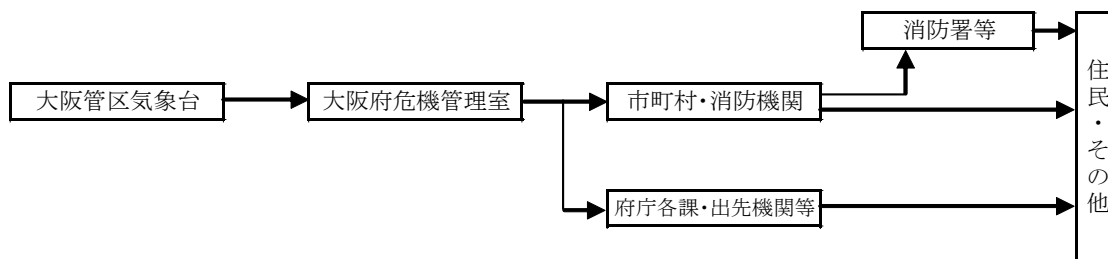 消防署等
大阪管区気象台
大阪府危機管理室
市町村・消防機関
府庁各課・出先機関等
住民・その他